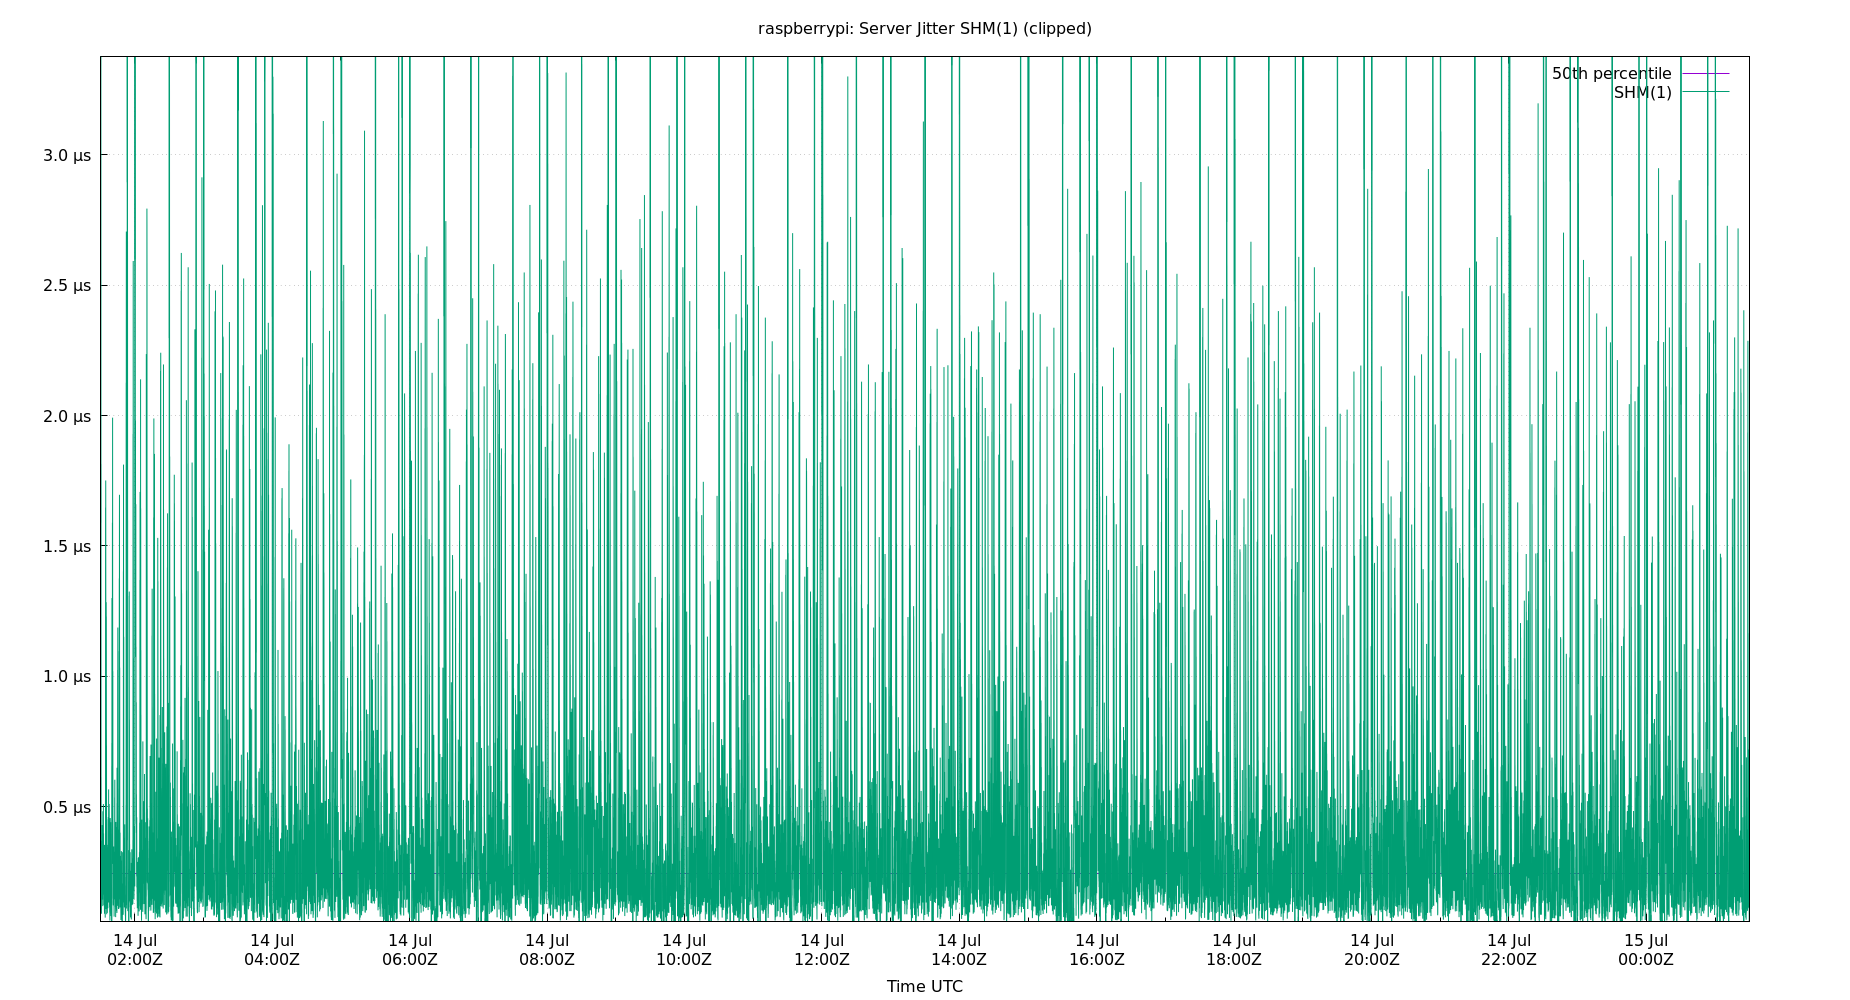 raspberrypi: Server Jitter SHM(1) (clipped)
50th percentile
SHM(1)
3.0 µs
2.5 µs
2.0 µs
1.5 µs
1.0 µs
0.5 µs
14 Jul 14 Jul 14 Jul 14 Jul 14 Jul 14 Jul 14 Jul 14 Jul 14 Jul 14 Jul 14 Jul 15 Jul
02:00Z 04:00Z 06:00Z 08:00Z 10:00Z 12:00Z 14:00Z 16:00Z 18:00Z 20:00Z 22:00Z 00:00Z
Time UTC